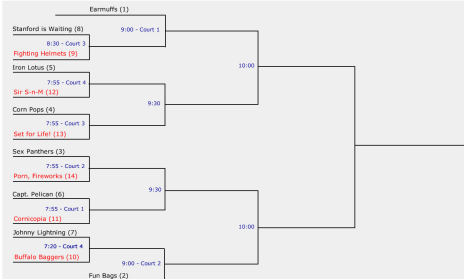 Earmuffs (1)
9:00 - Court 1
Stanford is Waiting (8)
8:30 - Court 3
Fighting Helmets (9)
10:00
Iron Lotus (5)
7:55 - Court 4
Sir S-n-M (12)
9:30
Corn Pops (4)
7:55 - Court 3
Set for Life! (13)
Sex Panthers (3)
7:55 - Court 2
Porn, Fireworks (14)
9:30
Capt. Pelican (6)
7:55 - Court 1
Cornicopia (11)
10:00
Johnny Lightning (7)
7:20 - Court 4
Buffalo Baggers (10)
9:00 - Court 2
Fun Bags (2)